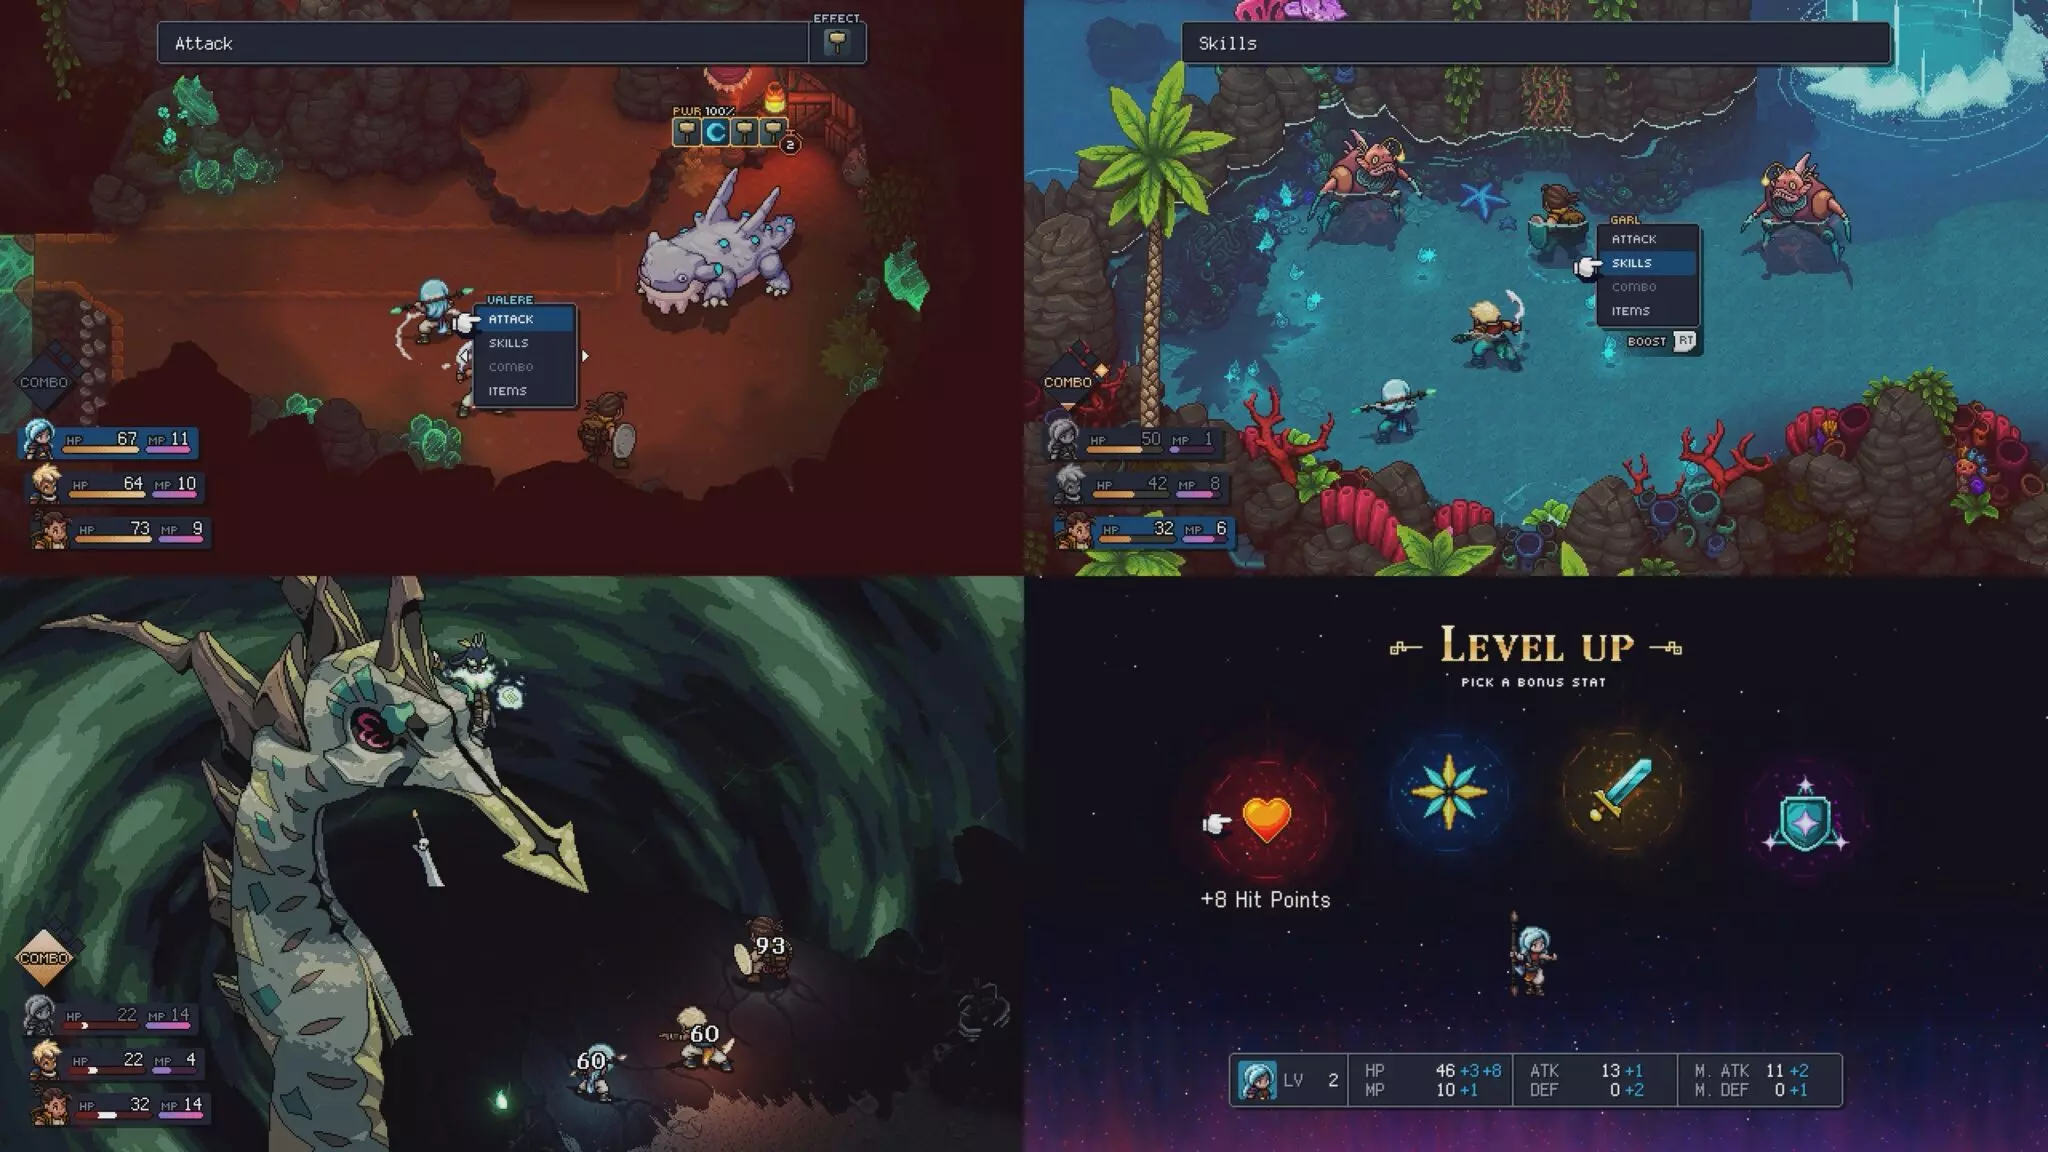 EFFECT
Attack
PWR 100%
2
VALERE
ATTACK
SKILLS
COMBO
ITEMS
COMBO
HP 67 MP 11
HP 64 MP 10
HP 73 MP 9
Skills
GARL
ATTACK
SKILLS
COMBO
ITEMS
BOOST RT
COMBO
HP 50 MP 1
HP 42 MP 8
HP 32 MP 6
93
60
60
COMBO
HP 22 MP 14
HP 22 MP 4
HP 32 MP 14
LEVEL UP
PICK A BONUS STAT
+8 Hit Points
LV 2
HP 46 +3 +8
MP 10 +1
ATK 13 +1
DEF 0 +2
M. ATK 11 +2
M. DEF 0 +1